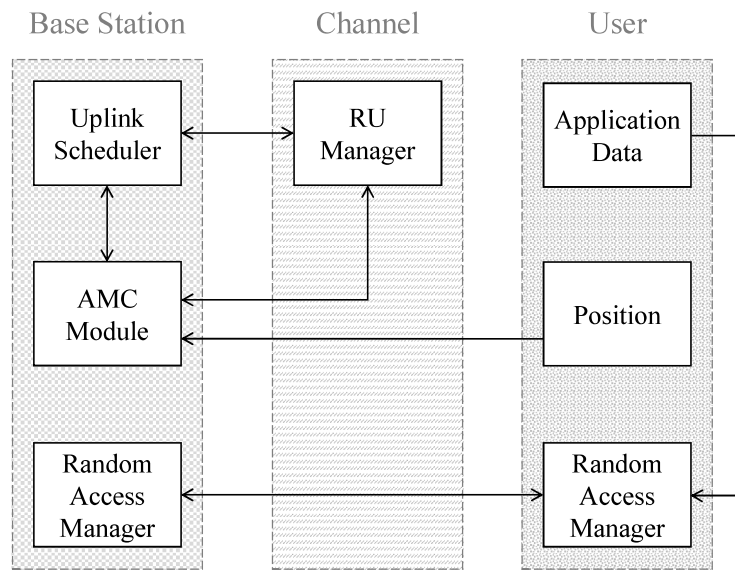 Base Station
Channel
User
Uplink
Scheduler
RU
Manager
Application
Data
AMC
Module
Position
Random
Access
Manager
Random
Access
Manager